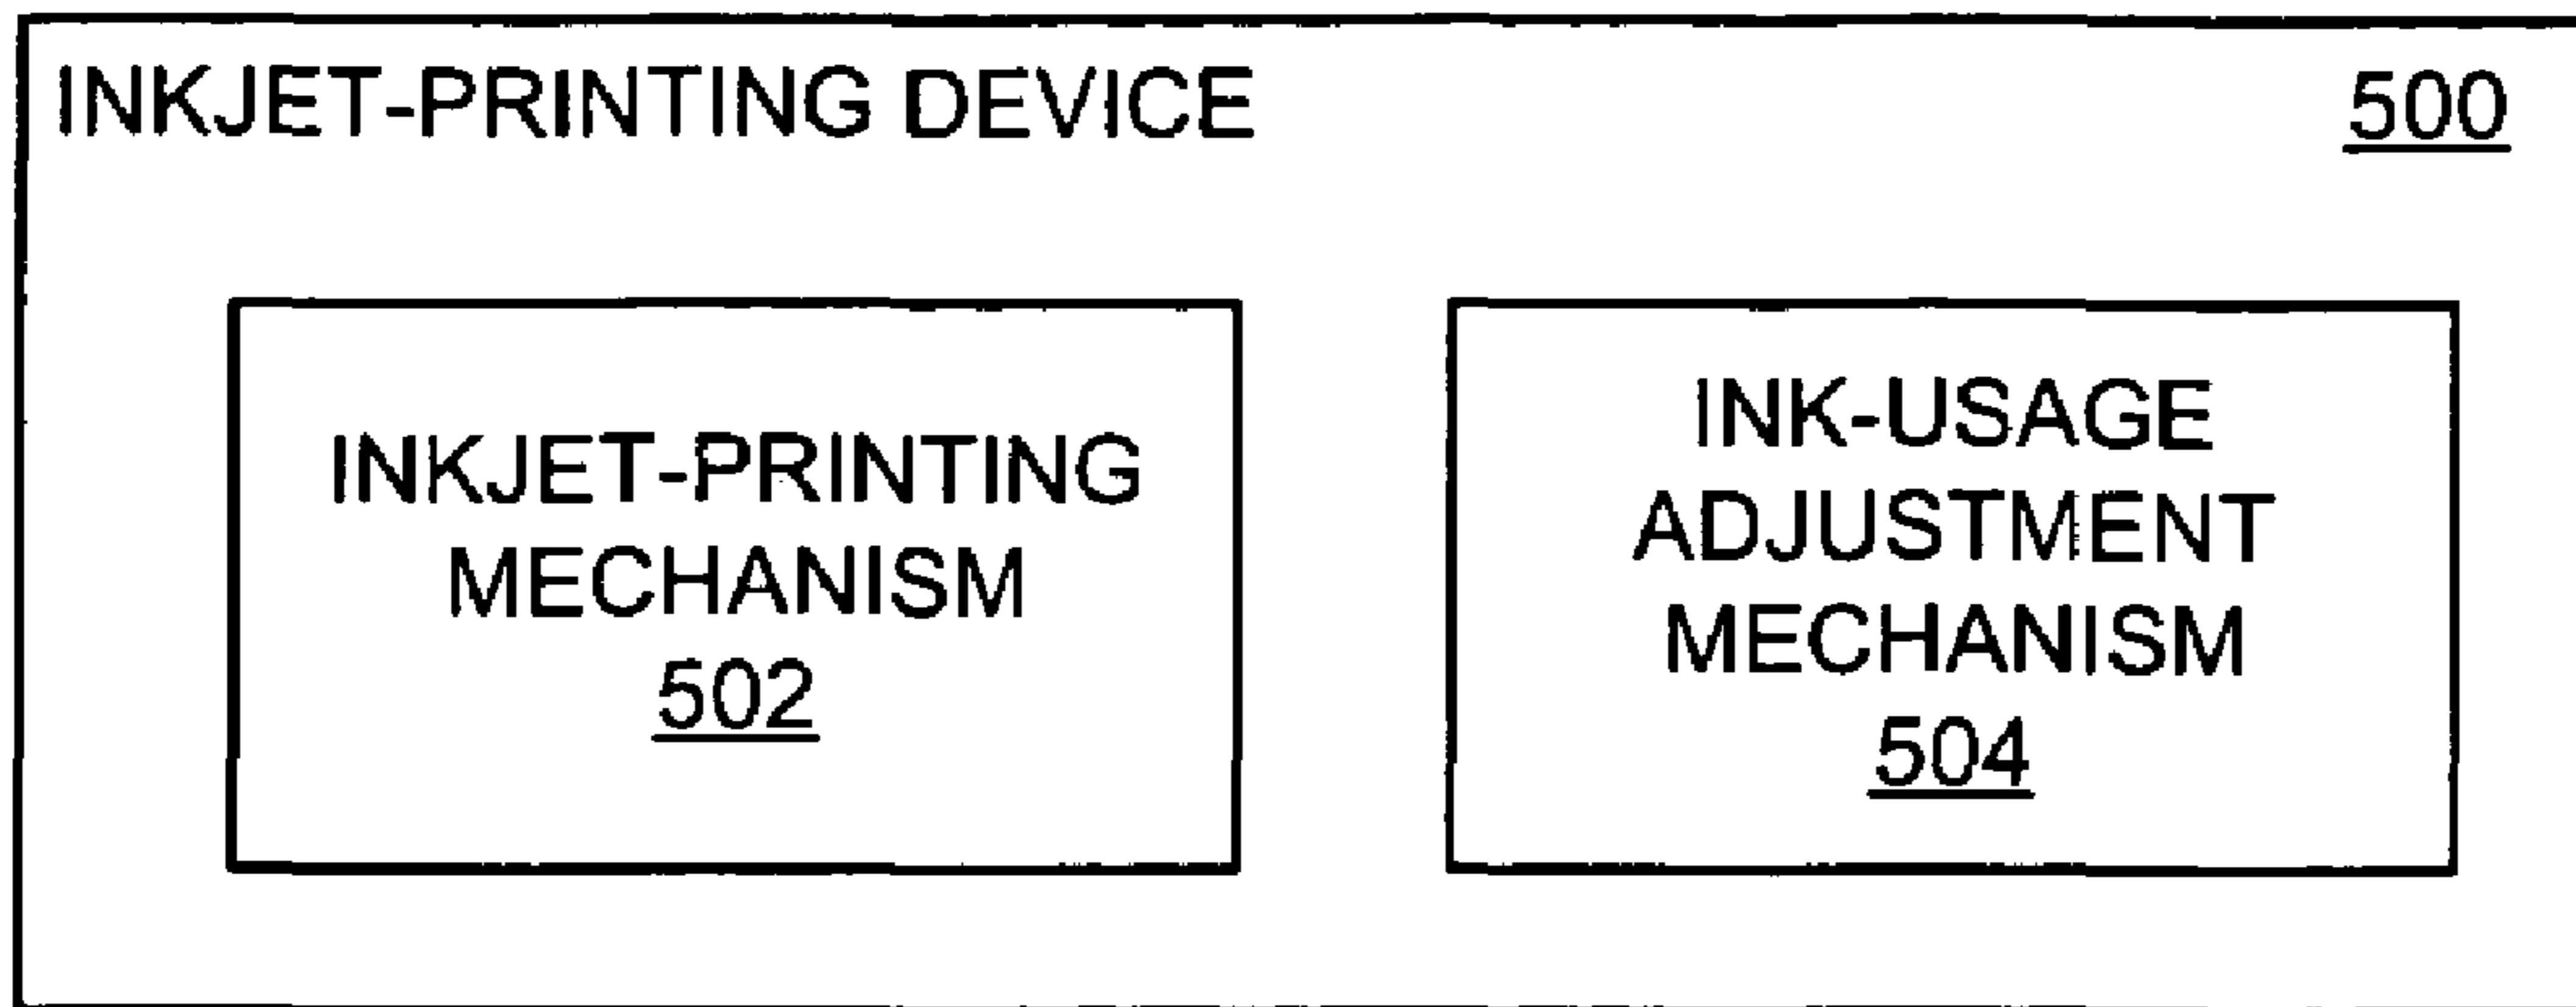 INKJET-PRINTING DEVICE 500
INKJET-PRINTING
MECHANISM
502
INK-USAGE
ADJUSTMENT
MECHANISM
504